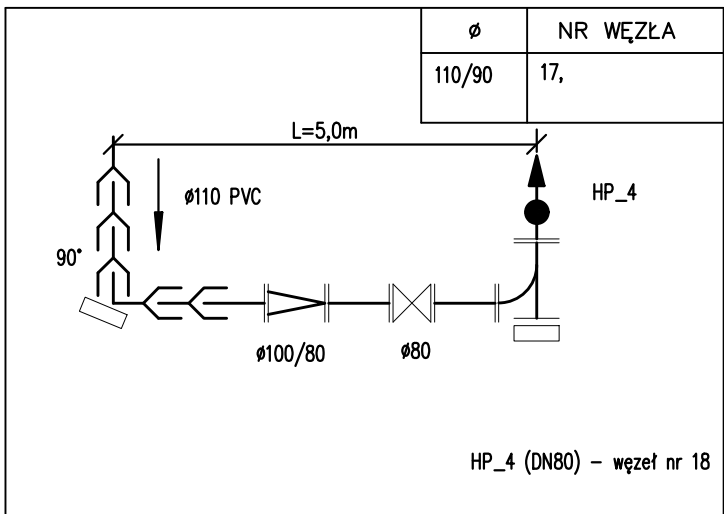 ø NR WĘZŁA
110/90 17,
L=5,0m
ø110 PVC
HP_4
90°
ø100/80
ø80
HP_4 (DN80) – węzeł nr 18